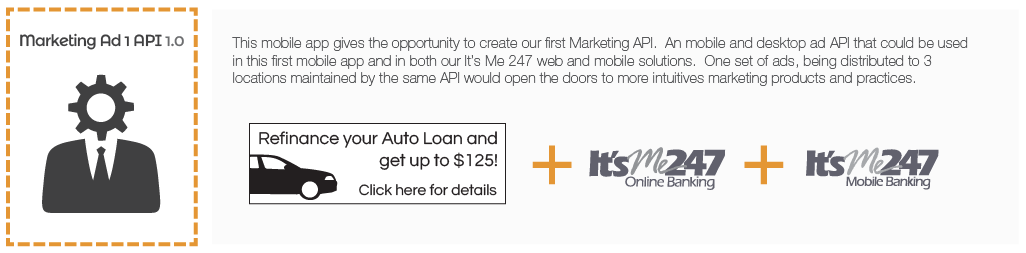 Marketing Ad 1 API 1.0
This mobile app gives the opportunity to create our first Marketing API.  An mobile and desktop ad API that could be used
in this first mobile app and in both our It's Me 247 web and mobile solutions.  One set of ads, being distributed to 3
locations maintained by the same API would open the doors to more intuitives marketing products and practices.
Refinance your Auto Loan and
get up to $125!
Click here for details
It'sMe247
Online Banking
It'sMe247
Mobile Banking